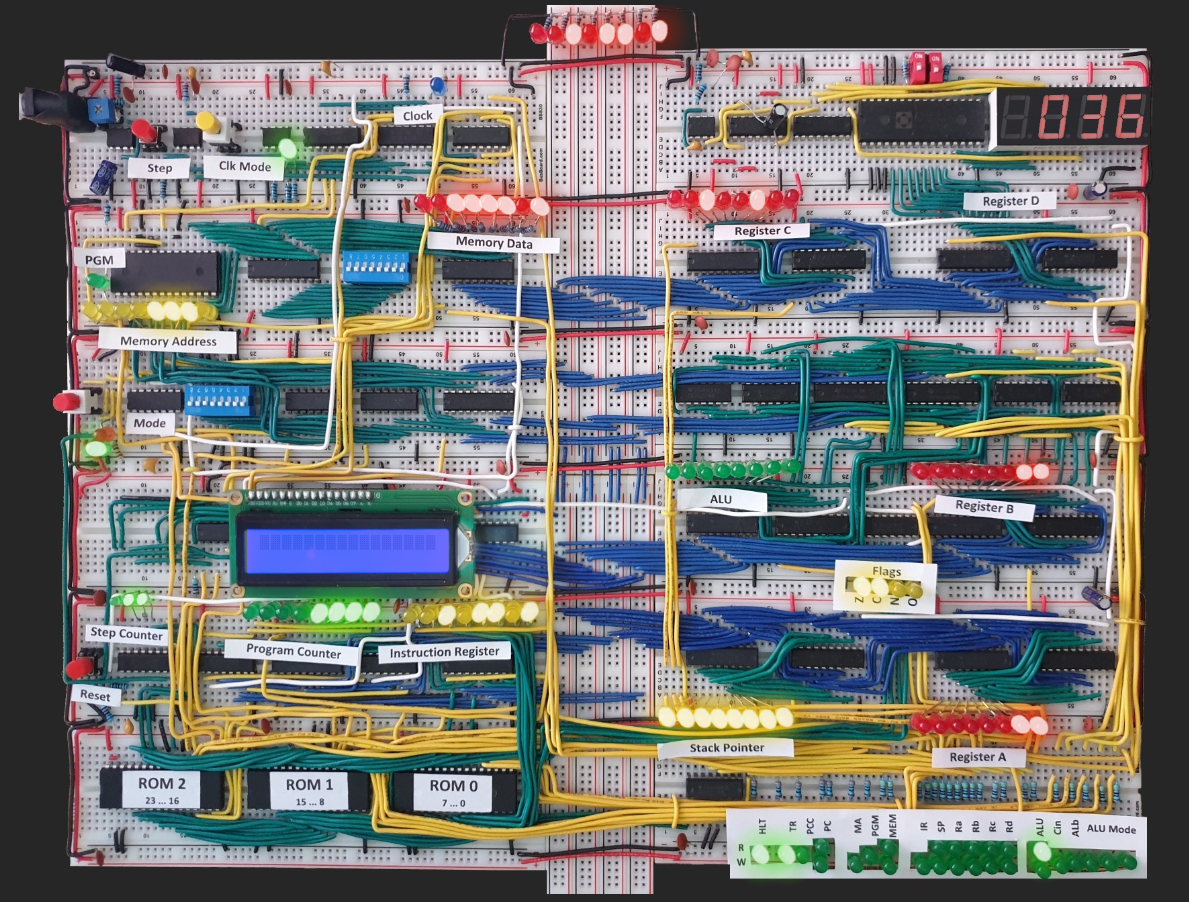 Clock
036
Step
Clk Mode
Register D
Memory Data
Register C
PGM
Memory Address
Mode
ALU
Register B
Flags
Z C N O
Step Counter
Program Counter
Instruction Register
Reset
Stack Pointer
Register A
ROM 2
23 ... 16
ROM 1
15 ... 8
ROM 0
7 ... 0
HLT TR PCC PC MA PGM MEM IR SP Ra Rb Rc Rd ALU Cin ALb ALU Mode
R
W